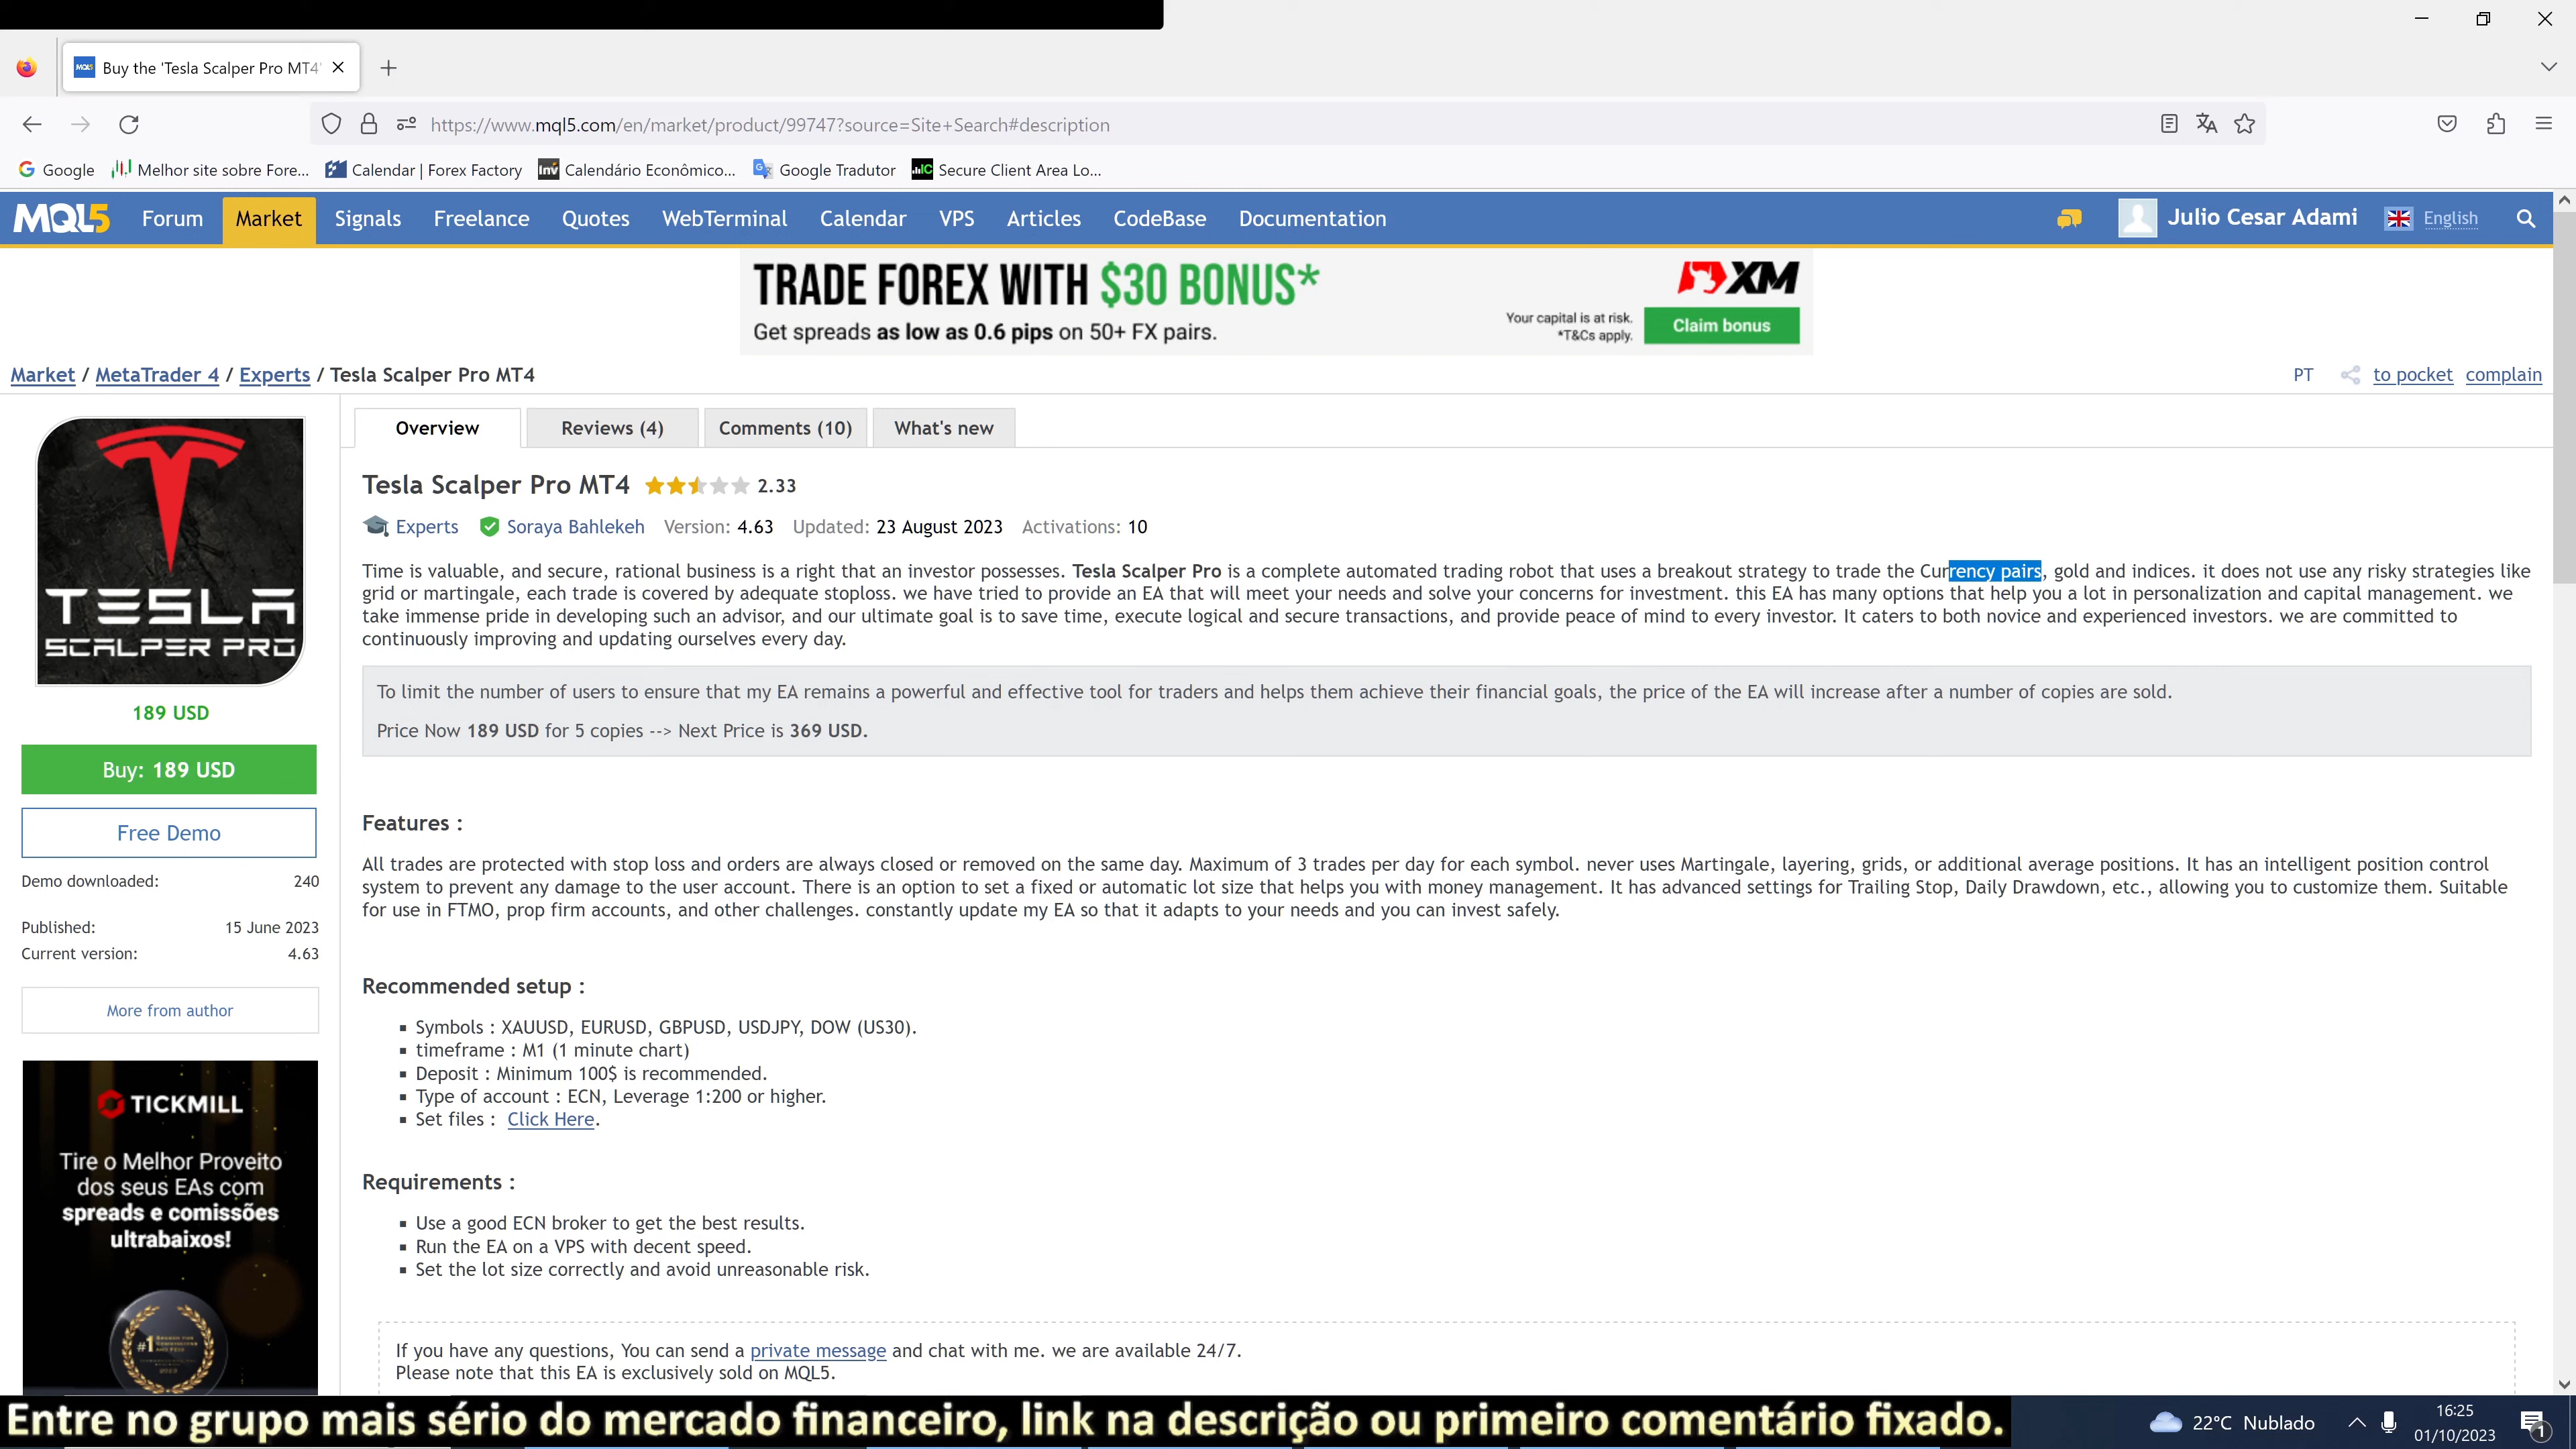 Buy the 'Tesla Scalper Pro MT4'
https://www.mql5.com/en/market/product/99747?source=Site+Search#description
Google
Melhor site sobre Fore...
Calendar | Forex Factory
Calendário Econômico...
Google Tradutor
Secure Client Area Lo...
MQL5 Forum Market Signals Freelance Quotes WebTerminal Calendar VPS Articles CodeBase Documentation Julio Cesar Adami English
TRADE FOREX WITH $30 BONUS*
Get spreads as low as 0.6 pips on 50+ FX pairs.
XM
Your capital is at risk.
*T&Cs apply.
Claim bonus
Market / MetaTrader 4 / Experts / Tesla Scalper Pro MT4
PT to pocket complain
TESLA
SCALPER PRO
189 USD
Buy: 189 USD
Free Demo
Demo downloaded: 240
Published: 15 June 2023
Current version: 4.63
More from author
TICKMILL
Tire o Melhor Proveito
dos seus EAs com
spreads e comissões
ultrabaixos!
#1
2023
Overview Reviews (4) Comments (10) What's new
Tesla Scalper Pro MT4 2.33
Experts Soraya Bahlekeh Version: 4.63 Updated: 23 August 2023 Activations: 10
Time is valuable, and secure, rational business is a right that an investor possesses. Tesla Scalper Pro is a complete automated trading robot that uses a breakout strategy to trade the Currency pairs, gold and indices. it does not use any risky strategies like
grid or martingale, each trade is covered by adequate stoploss. we have tried to provide an EA that will meet your needs and solve your concerns for investment. this EA has many options that help you a lot in personalization and capital management. we
take immense pride in developing such an advisor, and our ultimate goal is to save time, execute logical and secure transactions, and provide peace of mind to every investor. It caters to both novice and experienced investors. we are committed to
continuously improving and updating ourselves every day.
To limit the number of users to ensure that my EA remains a powerful and effective tool for traders and helps them achieve their financial goals, the price of the EA will increase after a number of copies are sold.
Price Now 189 USD for 5 copies --> Next Price is 369 USD.
Features :
All trades are protected with stop loss and orders are always closed or removed on the same day. Maximum of 3 trades per day for each symbol. never uses Martingale, layering, grids, or additional average positions. It has an intelligent position control
system to prevent any damage to the user account. There is an option to set a fixed or automatic lot size that helps you with money management. It has advanced settings for Trailing Stop, Daily Drawdown, etc., allowing you to customize them. Suitable
for use in FTMO, prop firm accounts, and other challenges. constantly update my EA so that it adapts to your needs and you can invest safely.
Recommended setup :
Symbols : XAUUSD, EURUSD, GBPUSD, USDJPY, DOW (US30).
timeframe : M1 (1 minute chart)
Deposit : Minimum 100$ is recommended.
Type of account : ECN, Leverage 1:200 or higher.
Set files : Click Here.
Requirements :
Use a good ECN broker to get the best results.
Run the EA on a VPS with decent speed.
Set the lot size correctly and avoid unreasonable risk.
If you have any questions, You can send a private message and chat with me. we are available 24/7.
Please note that this EA is exclusively sold on MQL5.
Entre no grupo mais sério do mercado financeiro, link na descrição ou primeiro comentário fixado.
22°C Nublado
16:25
01/10/2023
1